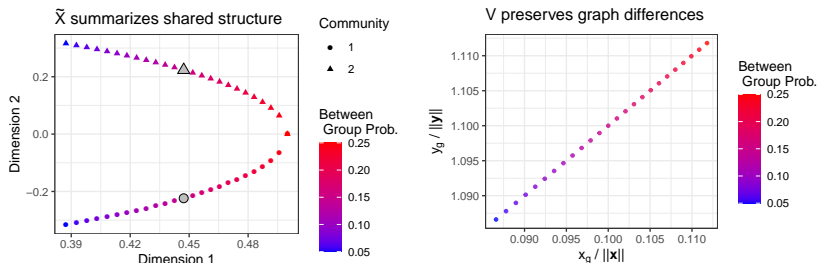 X̃ summarizes shared structure
Dimension 2
0.2
0.0
−0.2
0.39
0.42
0.45
0.48
Dimension 1
Community
1
2
Between
Group Prob.
0.25
0.20
0.15
0.10
0.05
V preserves graph differences
y_g / ||y||
1.110
1.105
1.100
1.095
1.090
0.090
0.095
0.100
0.105
0.110
x_g / ||x||
Between
Group Prob.
0.25
0.20
0.15
0.10
0.05